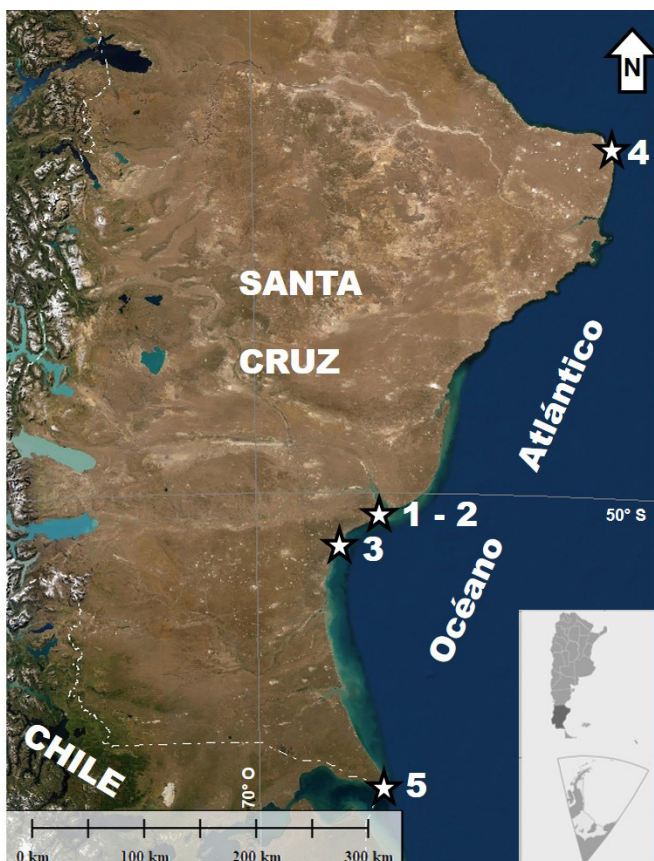 N
4
SANTA
CRUZ
Atlántico
1 - 2
50° S
3
Océano
CHILE
70° O
5
0 km
100 km
200 km
300 km